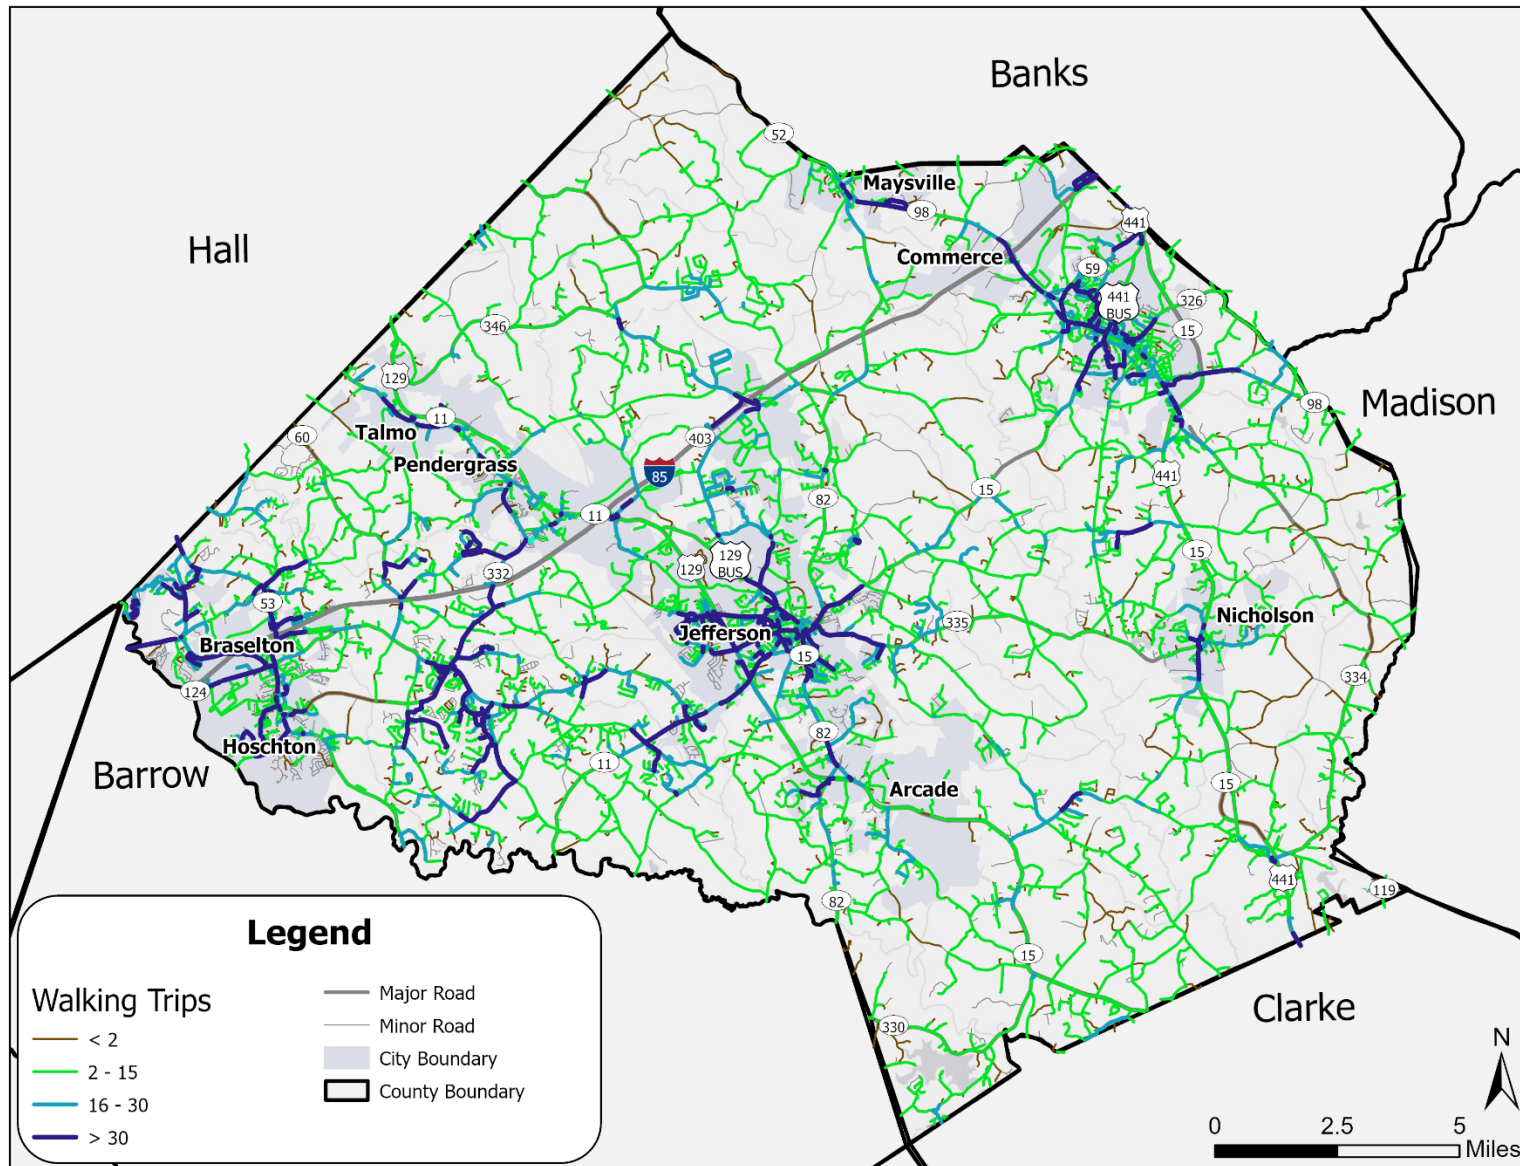 Banks
52
Maysville
98
441
Hall
Commerce
59
441
BUS
326
15
346
129
Madison
98
11
60
Talmo
403
Pendergrass
85
441
82
15
11
15
129
129
BUS
332
53
335
Nicholson
Jefferson
Braselton
15
334
124
82
Hoschton
11
Barrow
15
Arcade
441
119
82
15
Clarke
330
Legend
Walking Trips
< 2
2 - 15
16 - 30
> 30
Major Road
Minor Road
City Boundary
County Boundary
N
0 2.5 5
Miles